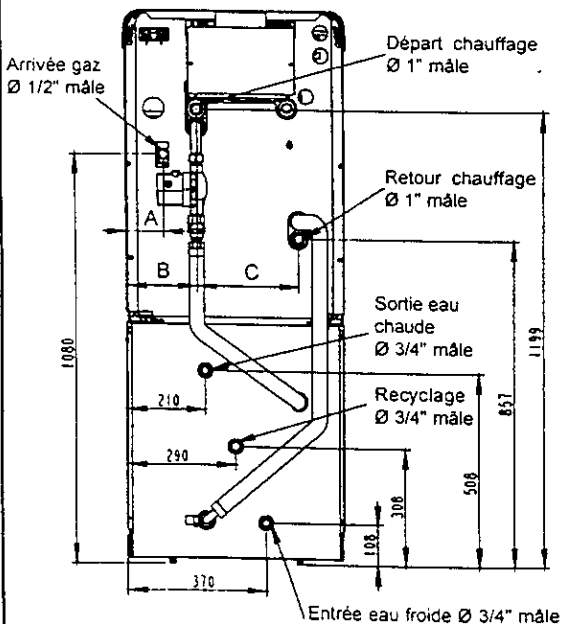 Départ chauffage
Ø 1" mâle
Arrivée gaz
Ø 1/2" mâle
Retour chauffage
Ø 1" mâle
A
B
C
Sortie eau
chaude
Ø 3/4" mâle
1080
1199
857
210
Recyclage
Ø 3/4" mâle
290
508
308
108
370
Entrée eau froide Ø 3/4" mâle